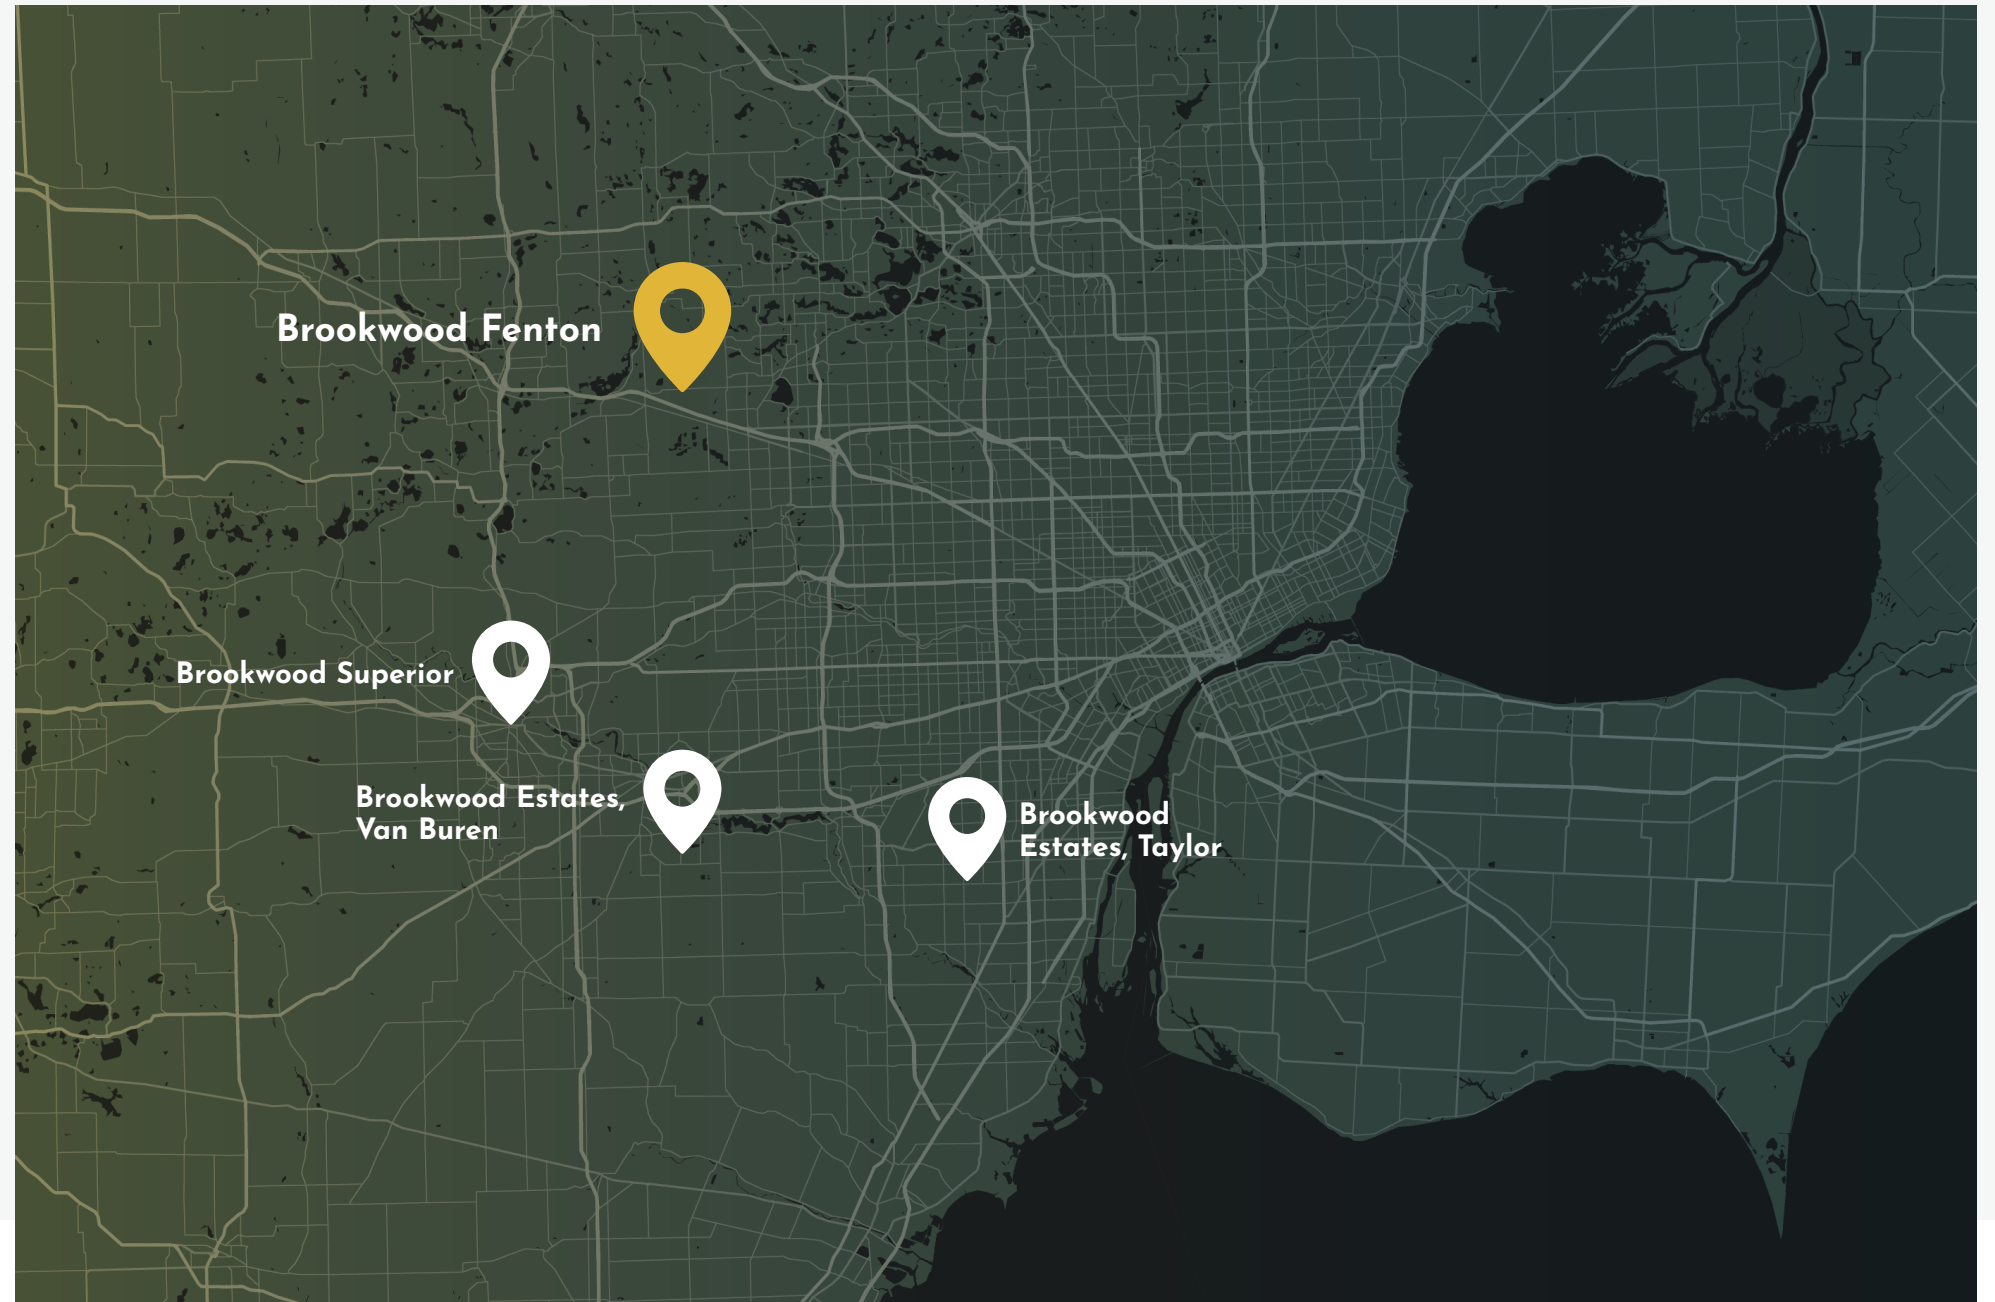 Brookwood Fenton
Brookwood Superior
Brookwood Estates,
Van Buren
Brookwood
Estates, Taylor